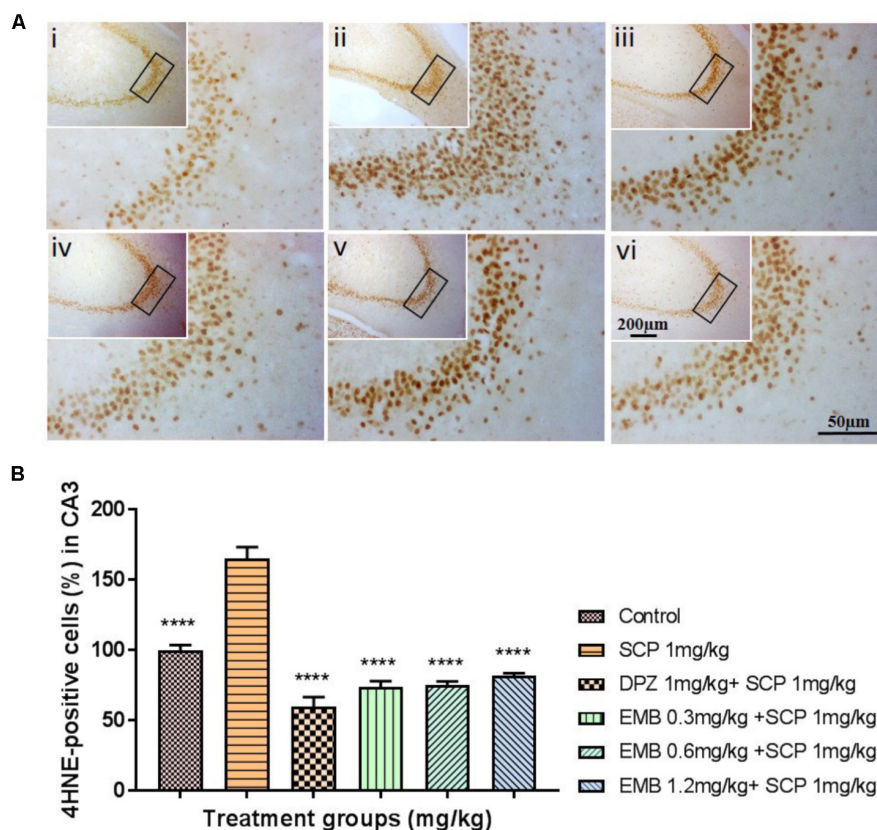 A
i
ii
iii
iv
v
vi
200µm
50µm
B
4HNE-positive cells (%) in CA3
200
150
100
50
0
****
****
****
****
****
Treatment groups (mg/kg)
Control
SCP 1mg/kg
DPZ 1mg/kg+ SCP 1mg/kg
EMB 0.3mg/kg +SCP 1mg/kg
EMB 0.6mg/kg +SCP 1mg/kg
EMB 1.2mg/kg+ SCP 1mg/kg